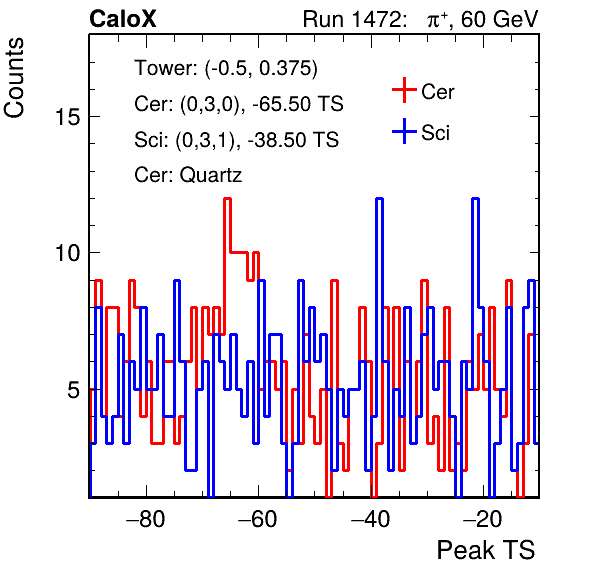 CaloX Run 1472: π⁺, 60 GeV
Counts
Tower: (-0.5, 0.375)
Cer: (0,3,0), -65.50 TS
Sci: (0,3,1), -38.50 TS
Cer: Quartz
Cer
Sci
15
10
5
−80 −60 −40 −20
Peak TS